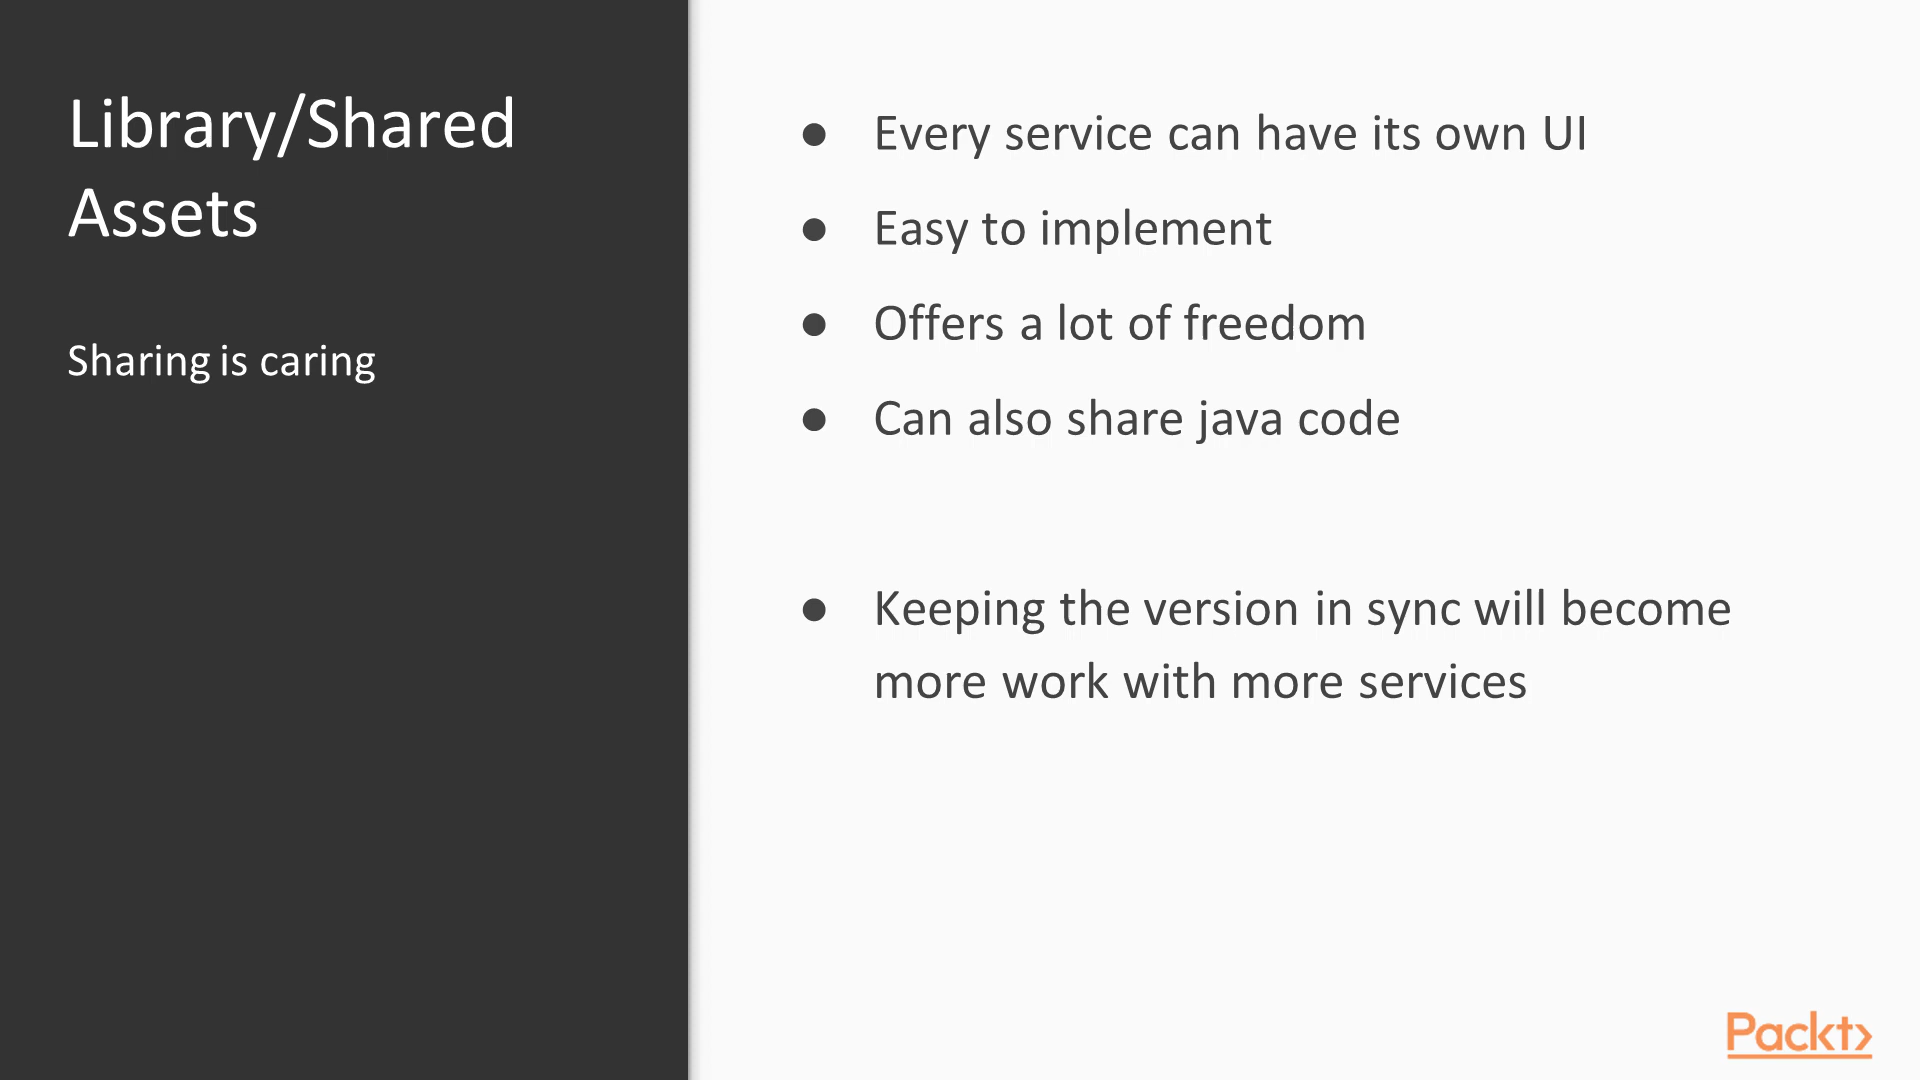 Library/Shared
Assets
Sharing is caring
● Every service can have its own UI
● Easy to implement
● Offers a lot of freedom
● Can also share java code
● Keeping the version in sync will become
more work with more services
Packt>